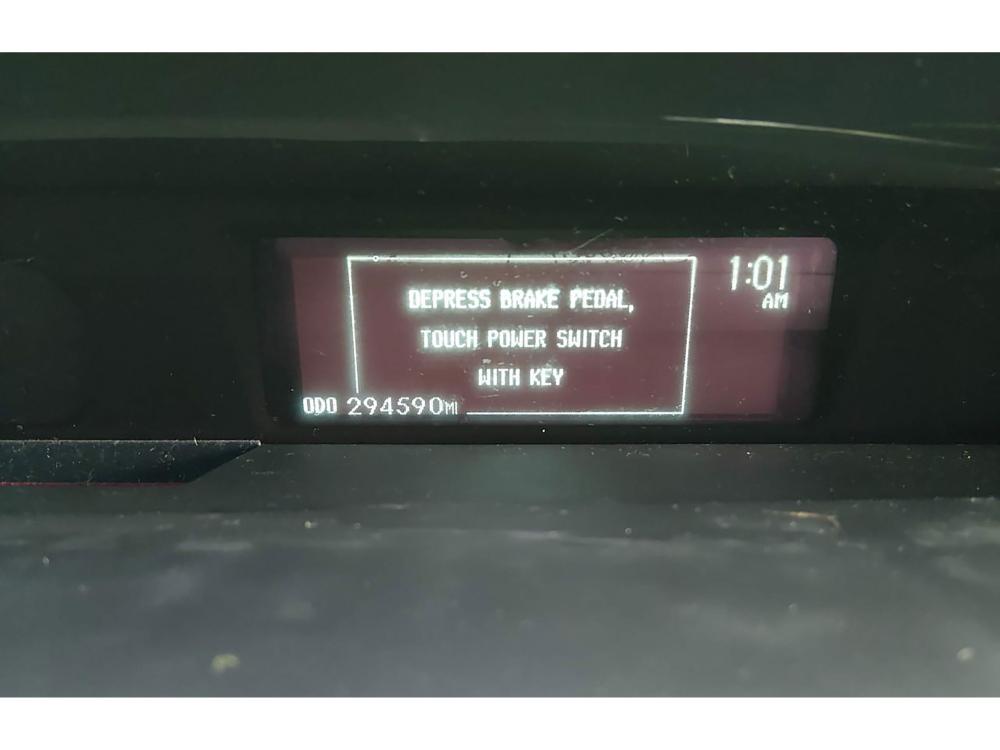 DEPRESS BRAKE PEDAL,
TOUCH POWER SWITCH
WITH KEY
1:01
AM
ODO 294590MI